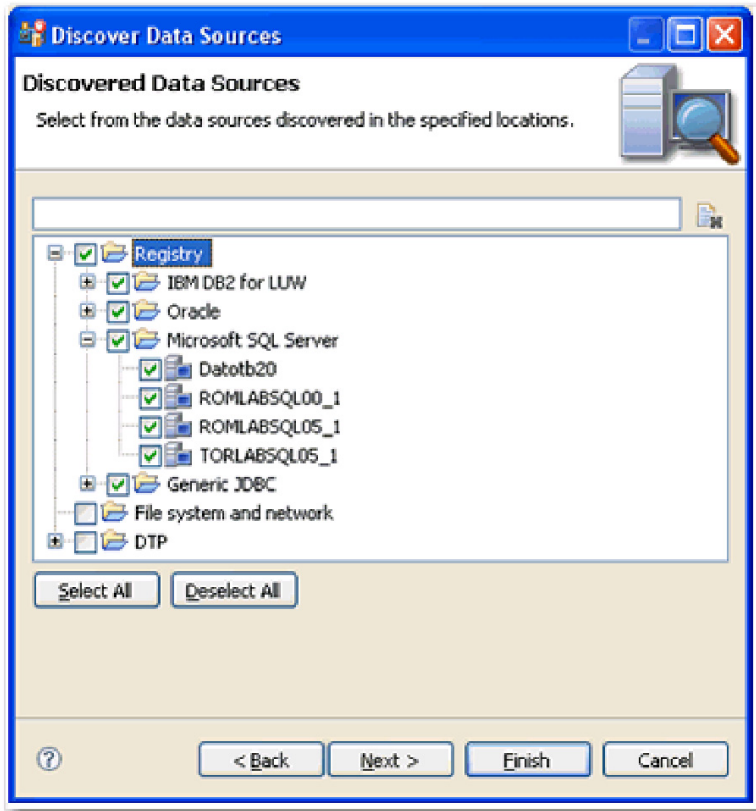 Discover Data Sources
Discovered Data Sources
Select from the data sources discovered in the specified locations.
Registry
IBM DB2 for LUW
Oracle
Microsoft SQL Server
Datotb20
ROMLABSQL00_1
ROMLABSQL05_1
TORLABSQL05_1
Generic JDBC
File system and network
DTP
Select All Deselect All
? < Back Next > Finish Cancel